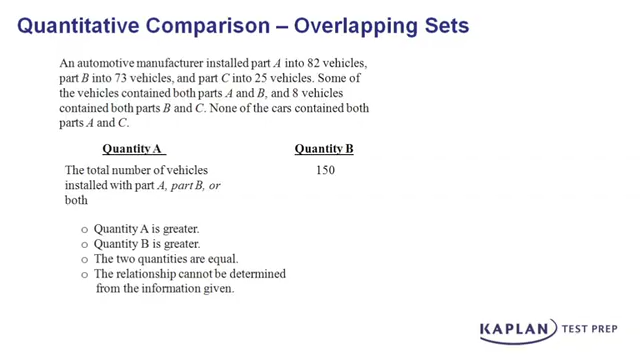 Quantitative Comparison – Overlapping Sets
An automotive manufacturer installed part A into 82 vehicles,
part B into 73 vehicles, and part C into 25 vehicles. Some of
the vehicles contained both parts A and B, and 8 vehicles
contained both parts B and C. None of the cars contained both
parts A and C.
Quantity A
Quantity B
The total number of vehicles
installed with part A, part B, or
both
150
o Quantity A is greater.
o Quantity B is greater.
o The two quantities are equal.
o The relationship cannot be determined
from the information given.
KAPLAN TEST PREP